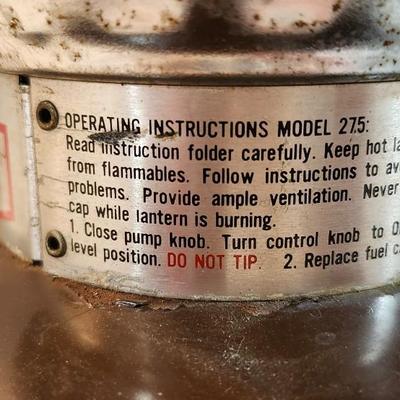 OPERATING INSTRUCTIONS MODEL 275:
Read instruction folder carefully. Keep hot
from flammables. Follow instructions to
problems. Provide ample ventilation. Never
cap while lantern is burning.
1. Close pump knob. Turn control knob to
level position. DO NOT TIP. 2. Replace fuel